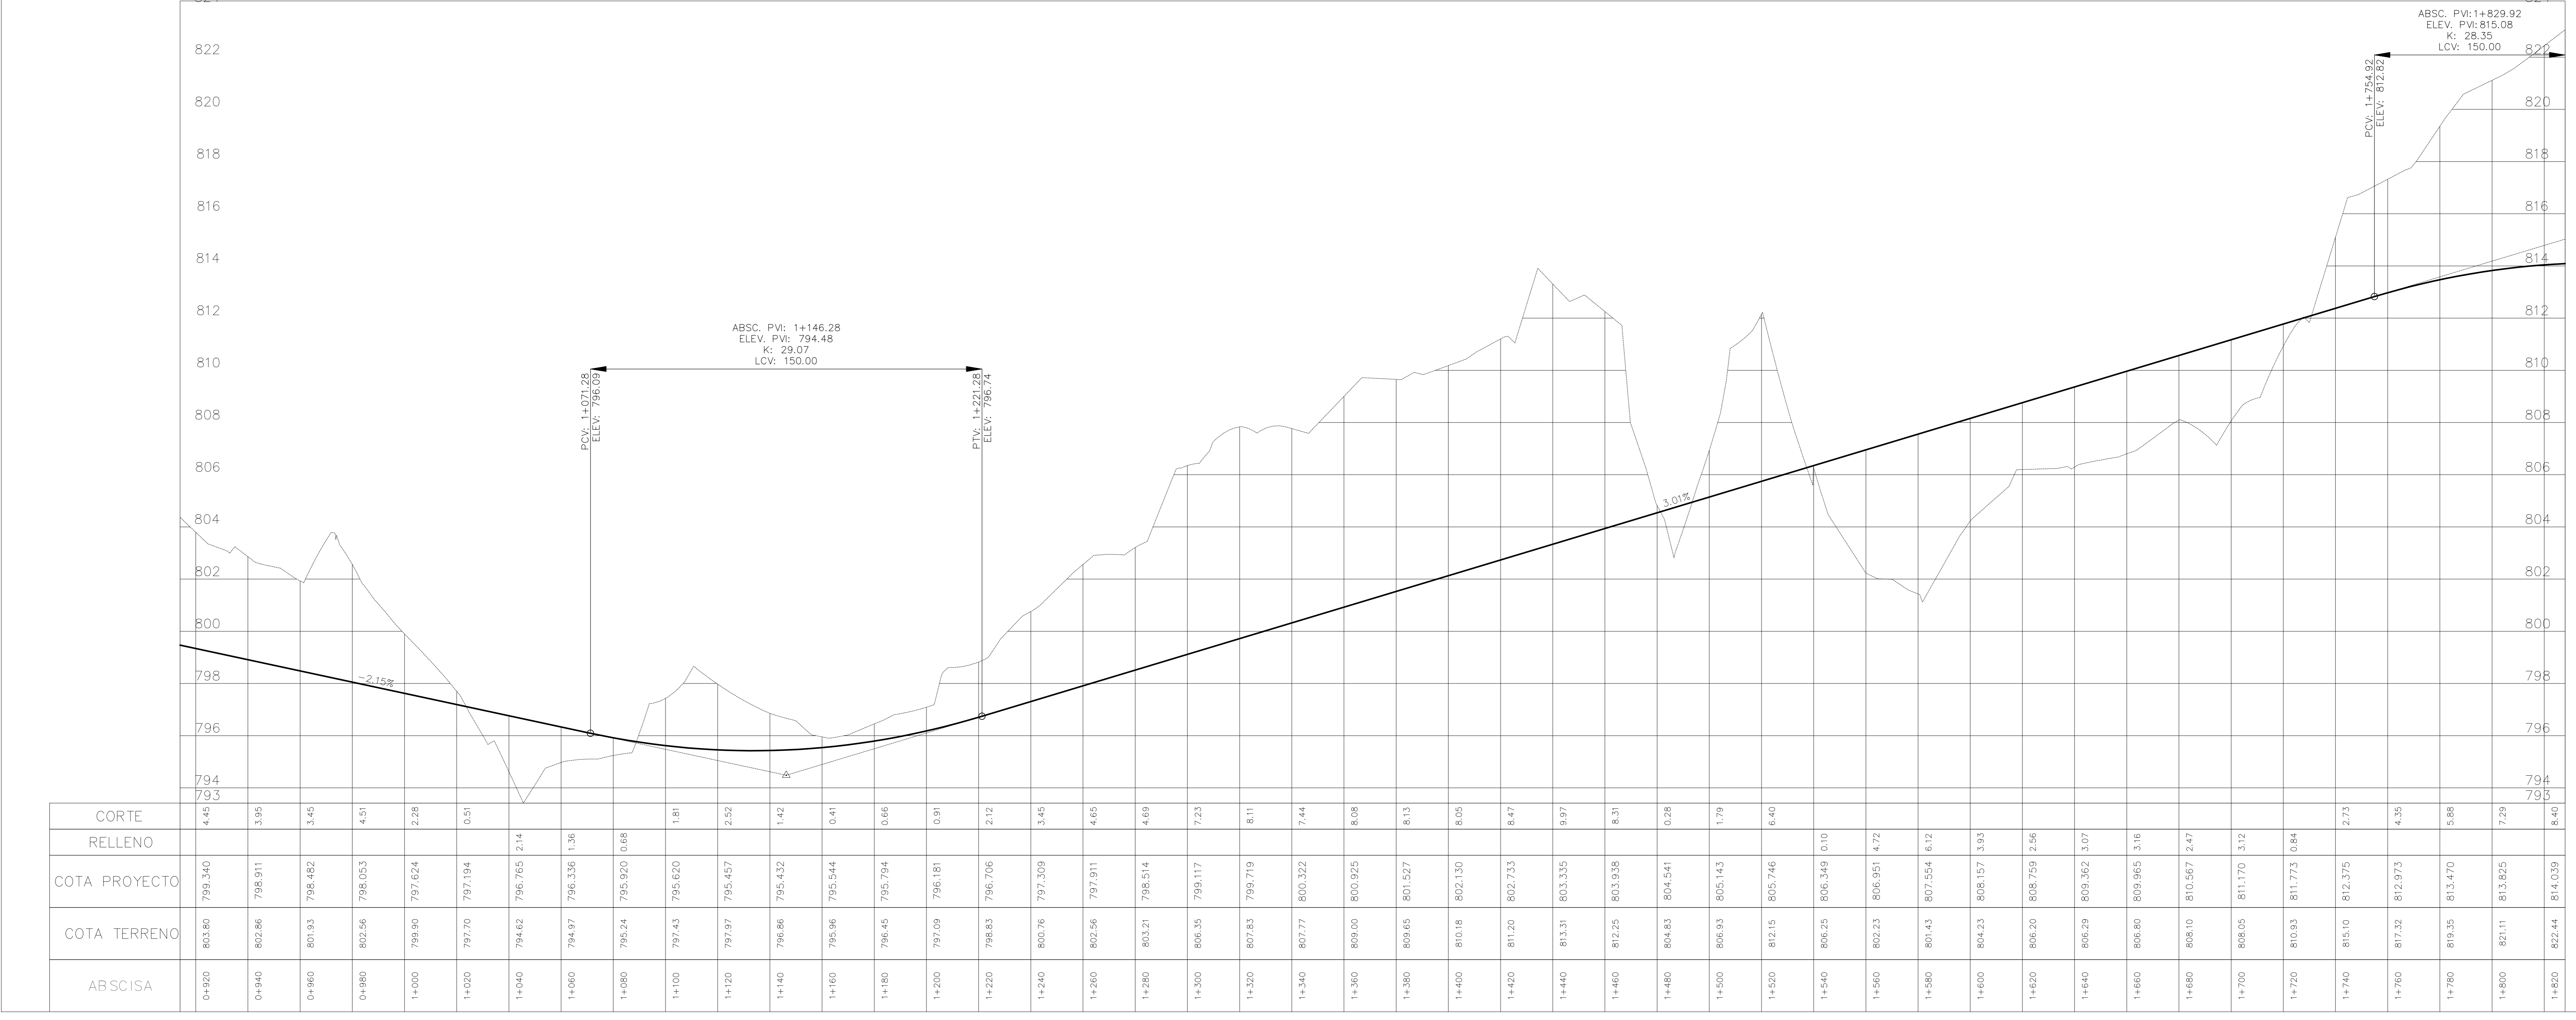 822
820
818
816
814
812
810
808
806
804
802
800
798
796
794
793
ABSC. PVI: 1+146.28
ELEV. PVI: 794.48
K: 29.07
LCV: 150.00
PCV: 1+071.28
ELEV: 796.09
PTV: 1+221.28
ELEV: 796.74
-2.15%
3.01%
ABSC. PVI:1+829.92
ELEV. PVI:815.08
K: 28.35
LCV: 150.00
PCV: 1+754.92
ELEV: 812.82
822
820
818
816
814
812
810
808
806
804
802
800
798
796
794
793
CORTE 4.45 3.95 3.45 4.51 2.28 0.51 1.81 2.52 1.42 0.41 0.66 0.91 2.12 3.45 4.65 4.69 7.23 8.11 7.44 8.08 8.13 8.05 8.47 9.97 8.31 0.28 1.79 6.40 2.73 4.35 5.88 7.29 8.40
RELLENO 2.14 1.36 0.68 0.10 4.72 6.12 3.93 2.56 3.07 3.16 2.47 3.12 0.84
COTA PROYECTO 799.340 798.911 798.482 798.053 797.624 797.194 796.765 796.336 795.920 795.620 795.457 795.432 795.544 795.794 796.181 796.706 797.309 797.911 798.514 799.117 799.719 800.322 800.925 801.527 802.130 802.733 803.335 803.938 804.541 805.143 805.746 806.349 806.951 807.554 808.157 808.759 809.362 809.965 810.567 811.170 811.773 812.375 812.973 813.470 813.825 814.039
COTA TERRENO 803.80 802.86 801.93 802.56 799.90 797.70 794.62 794.97 795.24 797.43 797.97 796.86 795.96 796.45 797.09 798.83 800.76 802.56 803.21 806.35 807.83 807.77 809.00 809.65 810.18 811.20 813.31 812.25 804.83 806.93 812.15 806.25 802.23 801.43 804.23 806.20 806.29 806.80 808.10 808.05 810.93 815.10 817.32 819.35 821.11 822.44
ABSCISA 0+920 0+940 0+960 0+980 1+000 1+020 1+040 1+060 1+080 1+100 1+120 1+140 1+160 1+180 1+200 1+220 1+240 1+260 1+280 1+300 1+320 1+340 1+360 1+380 1+400 1+420 1+440 1+460 1+480 1+500 1+520 1+540 1+560 1+580 1+600 1+620 1+640 1+660 1+680 1+700 1+720 1+740 1+760 1+780 1+800 1+820